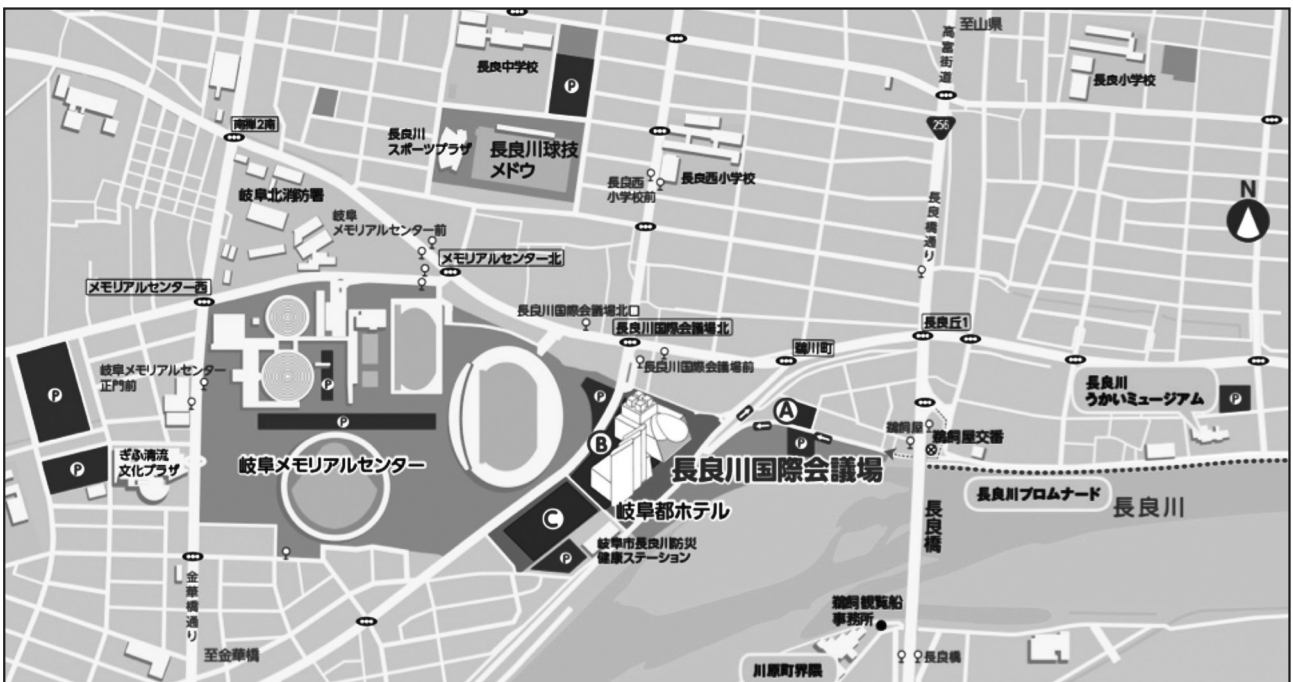 至山県
高富街道
長良中学校
P
長良小学校
256
南押2南
長良川
スポーツプラザ
長良川球技
メドウ
長良西
小学校前
長良西小学校
N
岐阜北消防署
岐阜
メモリアルセンター前
長良橋通り
メモリアルセンター北
メモリアルセンター西
長良川国際会議場北口
長良川国際会議場北
長良丘1
鵜川町
長良川国際会議場前
岐阜メモリアルセンター
正門前
P
P
P
P
長良川
うかいミュージアム
P
A
P
鵜飼屋
鵜飼屋交番
B
岐阜メモリアルセンター
ぎふ清流
文化プラザ
P
長良川国際会議場
長良川プロムナード
長良川
岐阜都ホテル
C
P
岐阜市長良川防災
健康ステーション
長良橋
金華橋通り
至金華橋
鵜飼観覧船
事務所
川原町界隈
長良橋